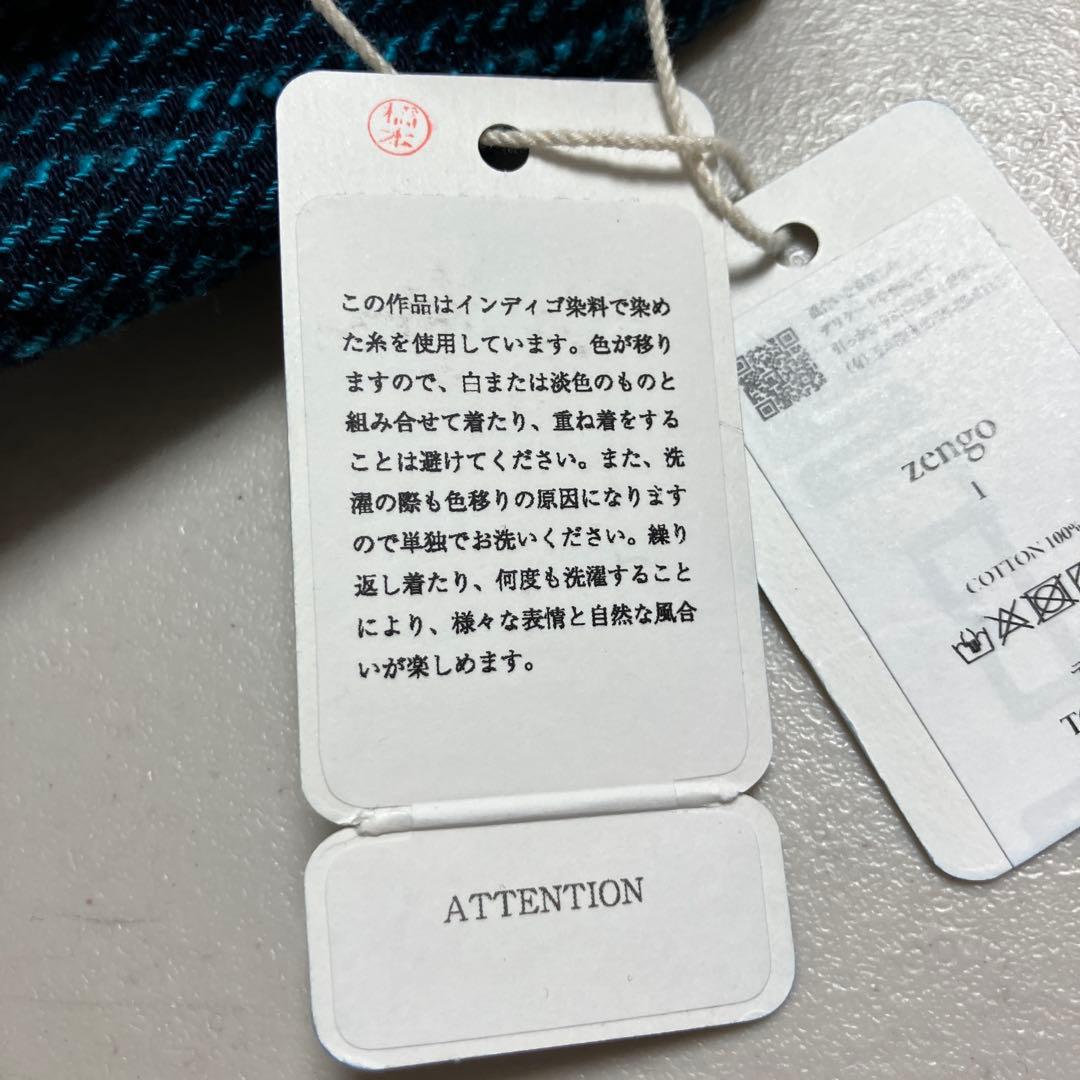 この作品はインディゴ染料で染め
た糸を使用しています。色が移り
ますので、白または淡色のものと
組み合せて着たり、重ね着をする
ことは避けてください。また、洗
濯の際も色移りの原因になります
ので単独でお洗いください。繰り
返し着たり、何度も洗濯すること
により、様々な表情と自然な風合
いが楽しめます。
ATTENTION
zengo
1
COTTON 100%